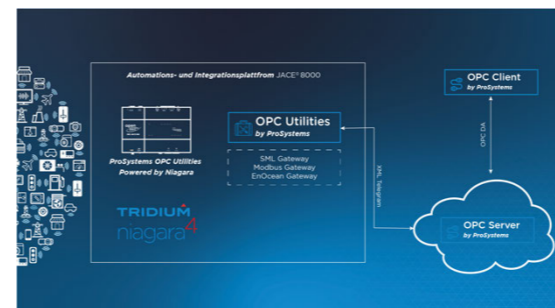 Automations- und Integrationsplattfrom JACE® 8000
OPC Client
by ProSystems
OPC Utilities
by ProSystems
OPC DA
ProSystems OPC Utilities
Powered by Niagara
SML Gateway
Modbus Gateway
EnOcean Gateway
XML Telegram
TRIDIUM
niagara4
OPC Server
by ProSystems